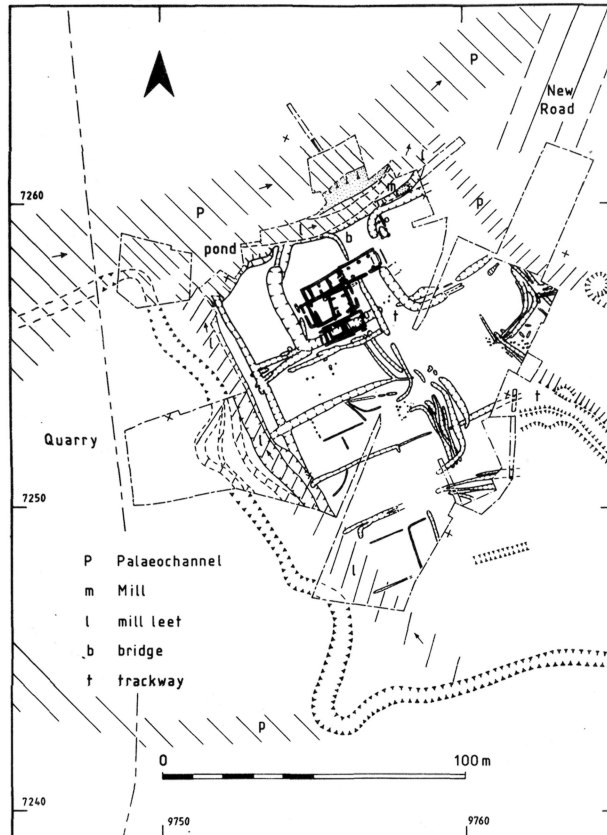 P
New
Road
7260
P
m
l
p
b
pond
t
l
t
Quarry
l
7250
P Palaeochannel
m Mill
l mill leet
b bridge
t trackway
l
p
0 100 m
7240
9750 9760